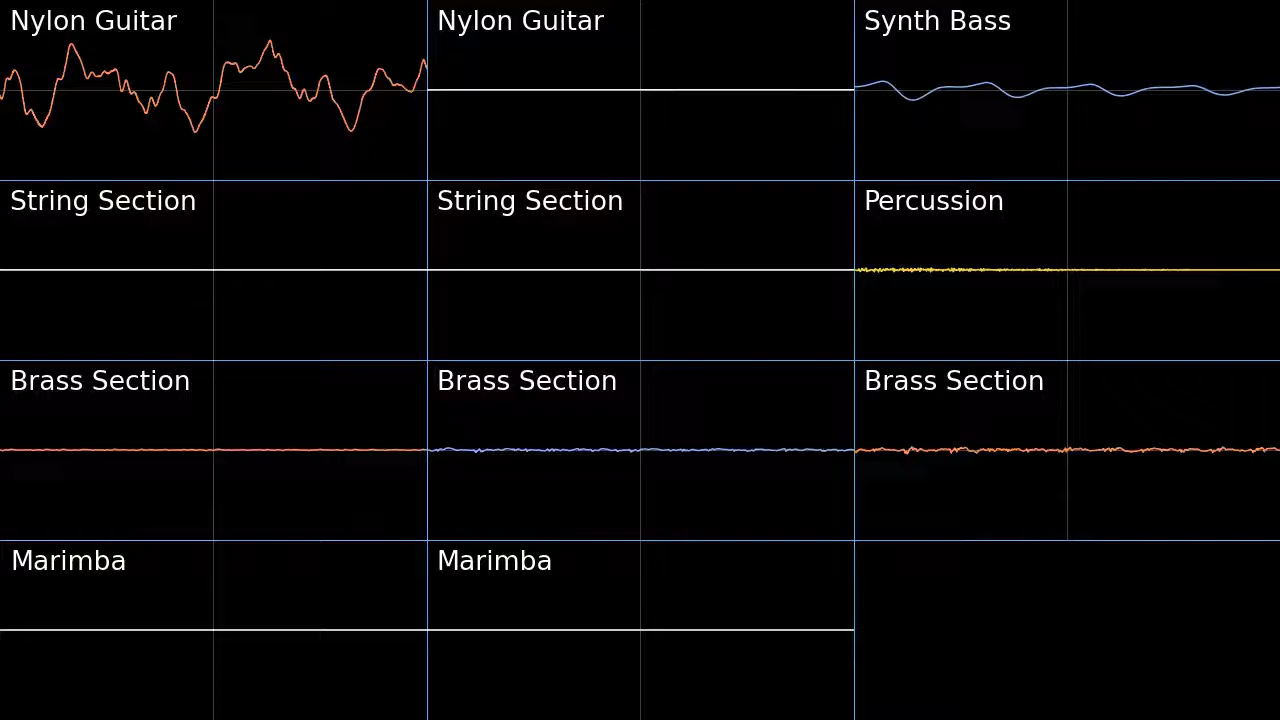 Nylon Guitar
Nylon Guitar
Synth Bass
String Section
String Section
Percussion
Brass Section
Brass Section
Brass Section
Marimba
Marimba